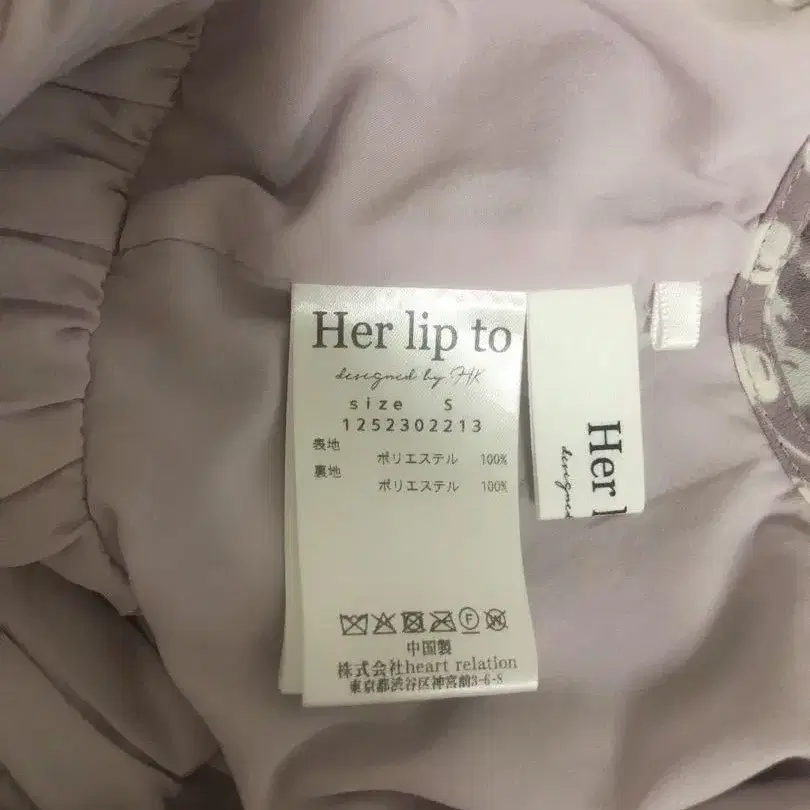 Her lip to
designed by HK
size S
1252302213
表地
ポリエステル 100%
裏地
ポリエステル 100%
F
W
中国製
株式会社heart relation
東京都渋谷区神宮前3-6-8
Her l
designed